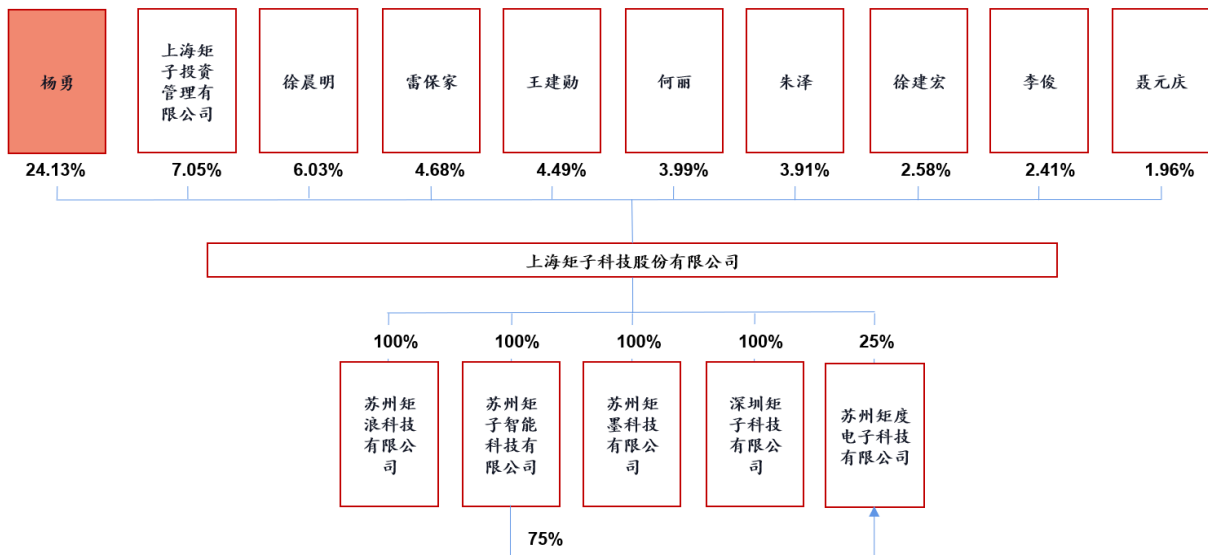 杨勇
上海矩
子投资
管理有
限公司
徐晨明
雷保家
王建勋
何丽
朱泽
徐建宏
李俊
聂元庆
24.13%
7.05%
6.03%
4.68%
4.49%
3.99%
3.91%
2.58%
2.41%
1.96%
上海矩子科技股份有限公司
100%
100%
100%
100%
25%
苏州矩
浪科技
有限公
司
苏州矩
子智能
科技有
限公司
苏州矩
墨科技
有限公
司
深圳矩
子科技
有限公
司
苏州矩度
电子科技
有限公司
75%